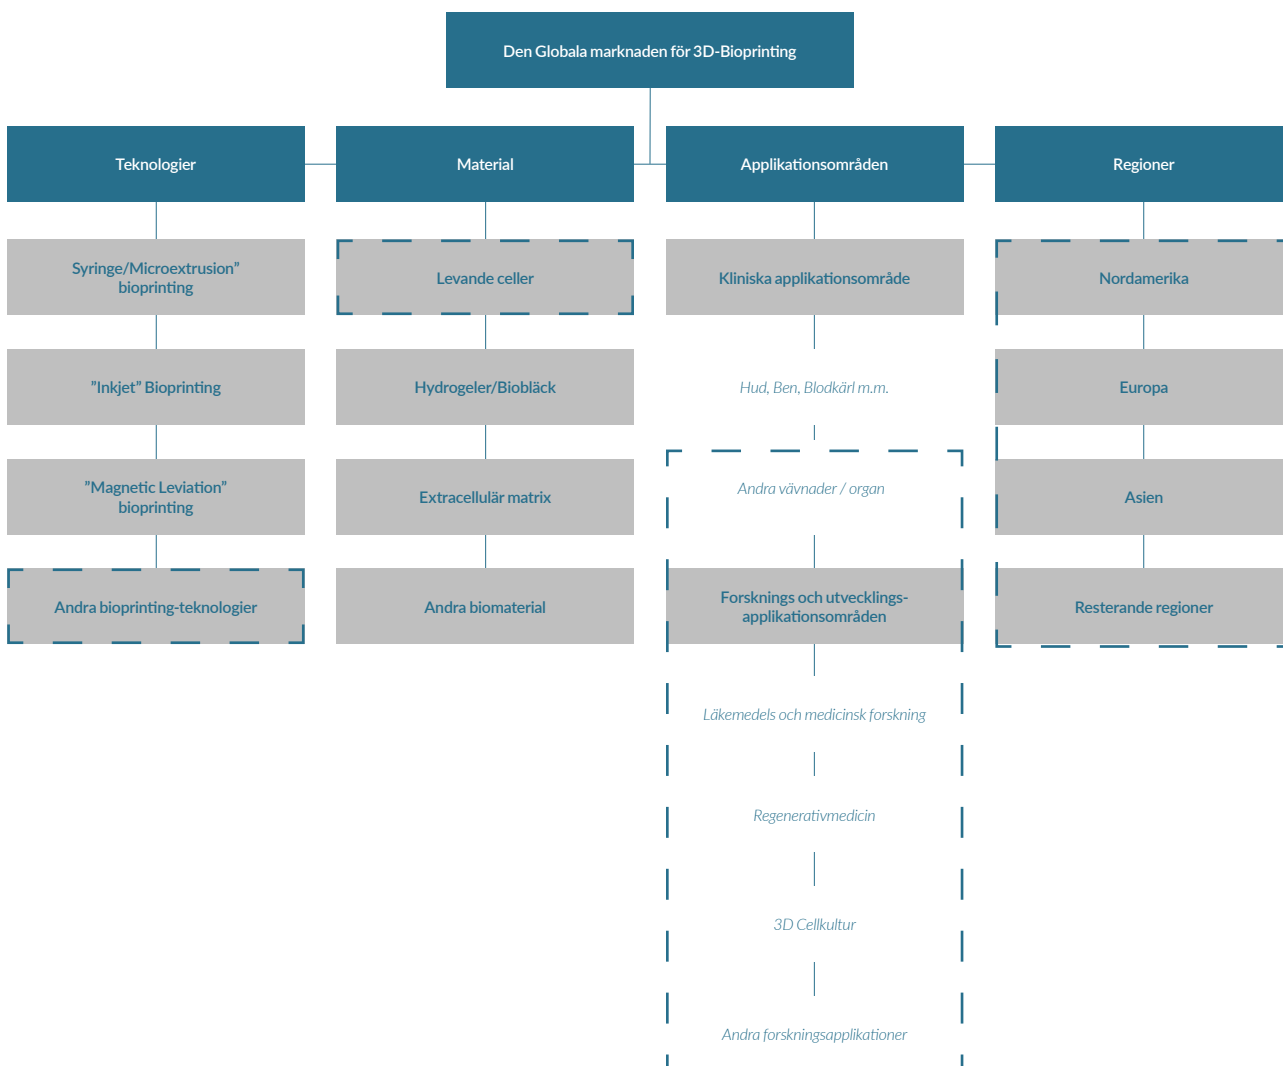 Den Globala marknaden för 3D-Bioprinting
Teknologier
Syringe/Microextrusion”
bioprinting
”Inkjet” Bioprinting
”Magnetic Leviation”
bioprinting
Andra bioprinting-teknologier
Material
Levande celler
Hydrogeler/Biobläck
Extracellulär matrix
Andra biomaterial
Applikationsområden
Kliniska applikationsområde
Hud, Ben, Blodkärl m.m.
Andra vävnader / organ
Forsknings och utvecklings-
applikationsområden
Läkemedels och medicinsk forskning
Regenerativmedicin
3D Cellkultur
Andra forskningsapplikationer
Regioner
Nordamerika
Europa
Asien
Resterande regioner